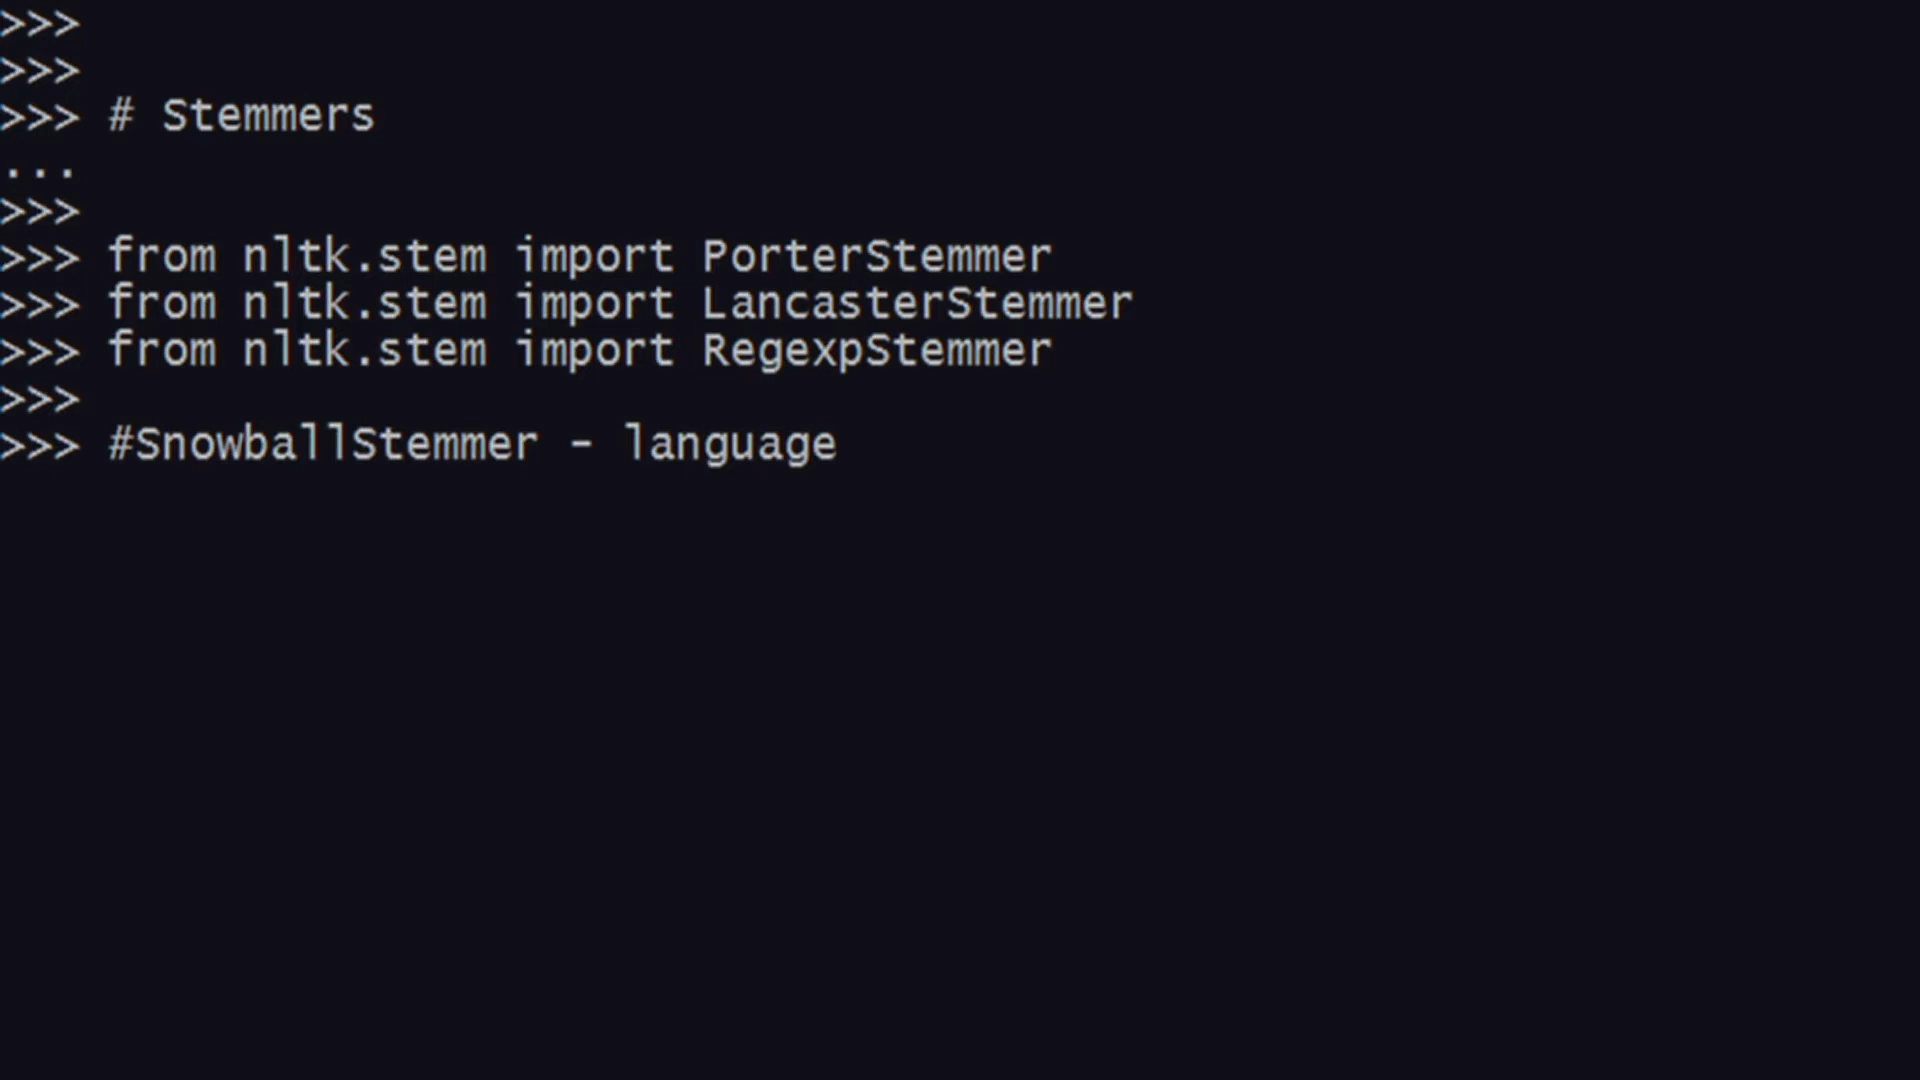 >>>
>>>
>>> # Stemmers
...
>>>
>>> from nltk.stem import PorterStemmer
>>> from nltk.stem import LancasterStemmer
>>> from nltk.stem import RegexpStemmer
>>>
>>> #SnowballStemmer - language